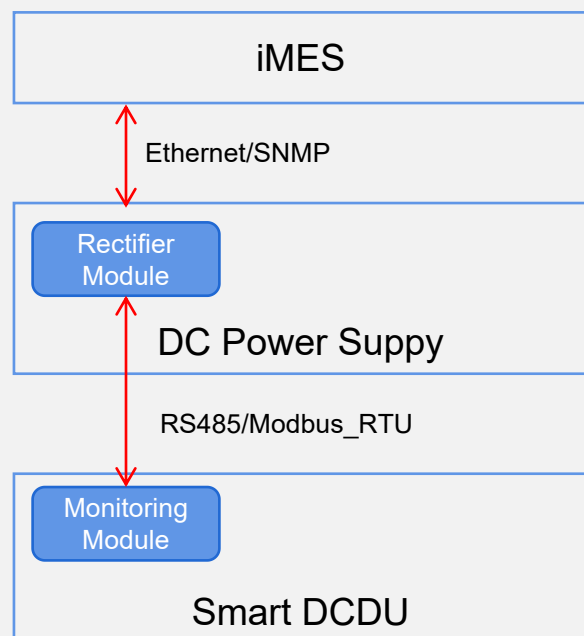 iMES
Ethernet/SNMP
Rectifier
Module
DC Power Suppy
RS485/Modbus_RTU
Monitoring
Module
Smart DCDU